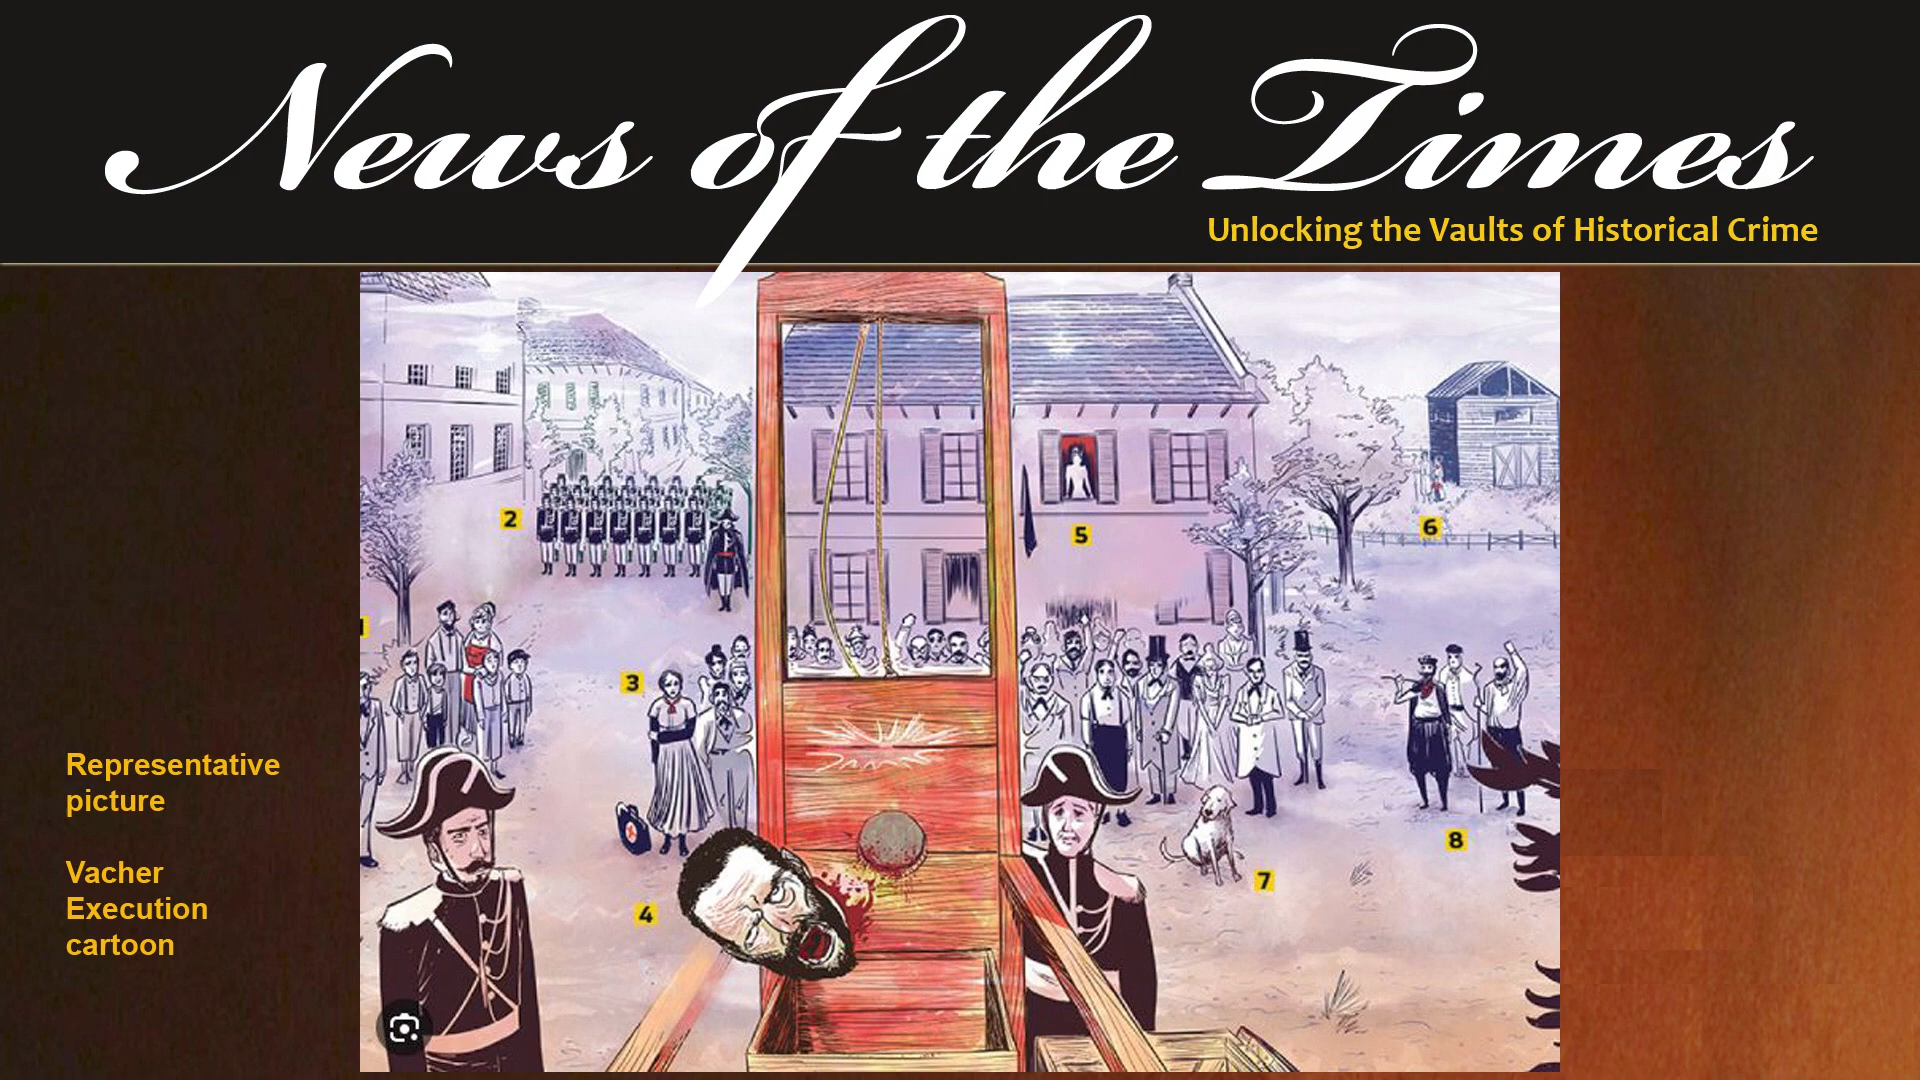 News of the Times
Unlocking the Vaults of Historical Crime
2
5
6
3
8
7
4
Representative
picture
Vacher
Execution
cartoon